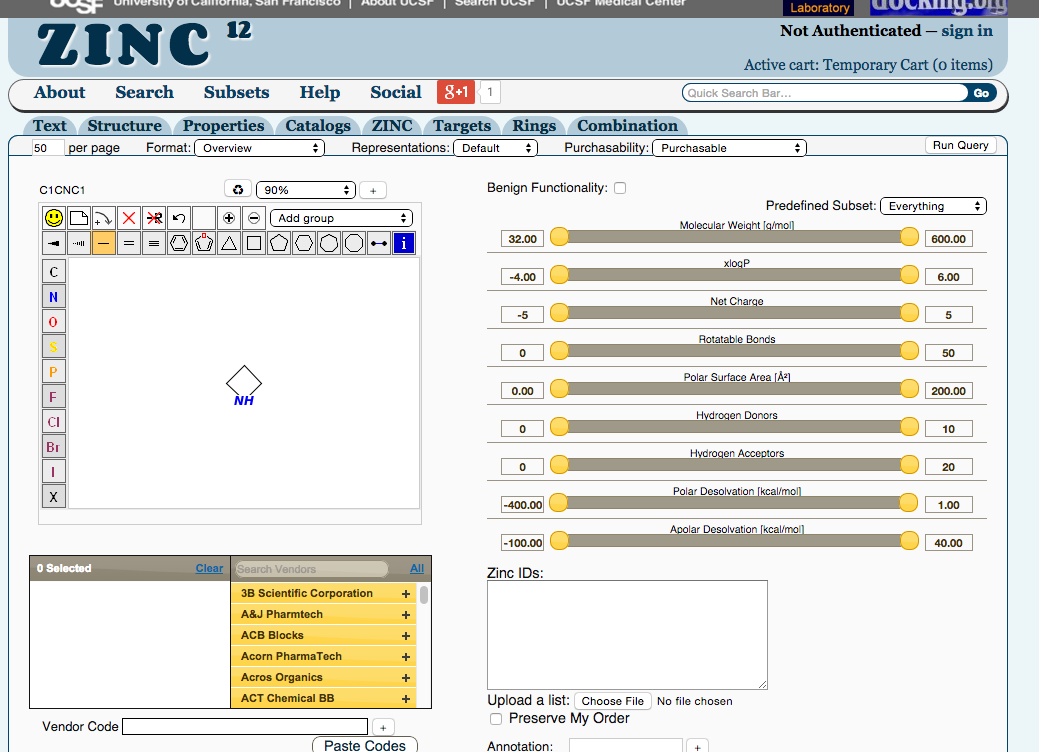 UCSF University of California, San Francisco | About UCSF | Search UCSF | UCSF Medical Center
Laboratory docking.org
ZINC 12
Not Authenticated — sign in
Active cart: Temporary Cart (0 items)
About Search Subsets Help Social g+1 1 Quick Search Bar... Go
Text Structure Properties Catalogs ZINC Targets Rings Combination
50 per page Format: Overview Representations: Default Purchasability: Purchasable Run Query
C1CNC1 90% +
Benign Functionality:
Predefined Subset: Everything
Add group
i
C
N
O
S
P
F
Cl
Br
I
X
NH
Molecular Weight [g/mol]
32.00 600.00
xlogP
-4.00 6.00
Net Charge
-5 5
Rotatable Bonds
0 50
Polar Surface Area [Å²]
0.00 200.00
Hydrogen Donors
0 10
Hydrogen Acceptors
0 20
Polar Desolvation [kcal/mol]
-400.00 1.00
Apolar Desolvation [kcal/mol]
-100.00 40.00
0 Selected Clear Search Vendors All
3B Scientific Corporation +
A&J Pharmtech +
ACB Blocks +
Acorn PharmaTech +
Acros Organics +
ACT Chemical BB +
Vendor Code +
Paste Codes
Zinc IDs:
Upload a list: Choose File No file chosen
Preserve My Order
Annotation: +